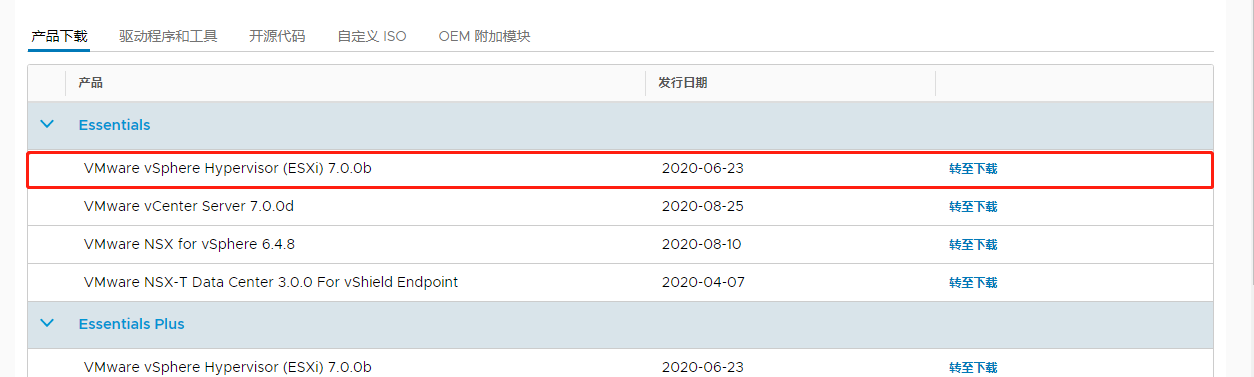 产品下载 驱动程序和工具 开源代码 自定义 ISO OEM 附加模块
产品 发行日期
Essentials
VMware vSphere Hypervisor (ESXi) 7.0.0b 2020-06-23 转至下载
VMware vCenter Server 7.0.0d 2020-08-25 转至下载
VMware NSX for vSphere 6.4.8 2020-08-10 转至下载
VMware NSX-T Data Center 3.0.0 For vShield Endpoint 2020-04-07 转至下载
Essentials Plus
VMware vSphere Hypervisor (ESXi) 7.0.0b 2020-06-23 转至下载